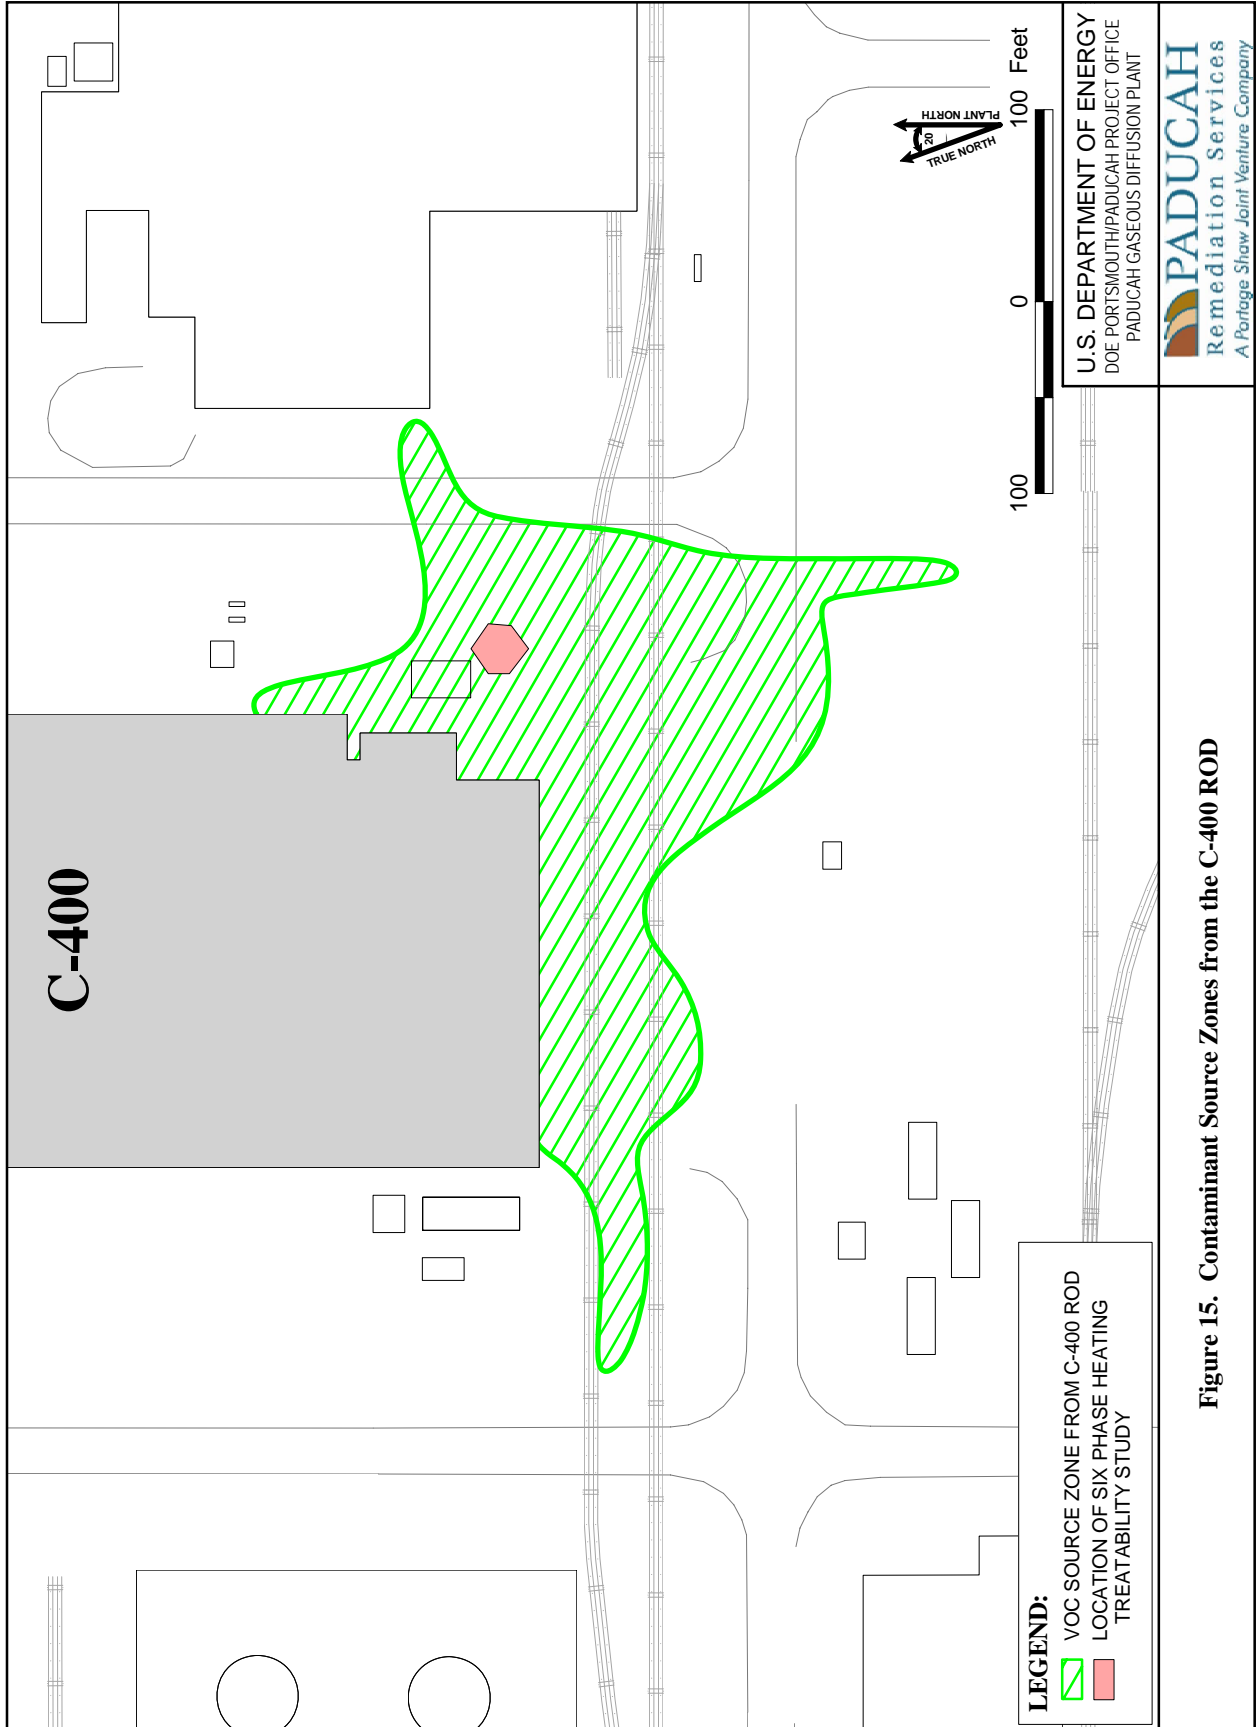 C-400
PLANT NORTH
20
TRUE NORTH
100 0 100 Feet
LEGEND:
VOC SOURCE ZONE FROM C-400 ROD
LOCATION OF SIX PHASE HEATING
TREATABILITY STUDY
U.S. DEPARTMENT OF ENERGY
DOE PORTSMOUTH/PADUCAH PROJECT OFFICE
PADUCAH GASEOUS DIFFUSION PLANT
PADUCAH
Remediation Services
A Portage Shaw Joint Venture Company
Figure 15. Contaminant Source Zones from the C-400 ROD